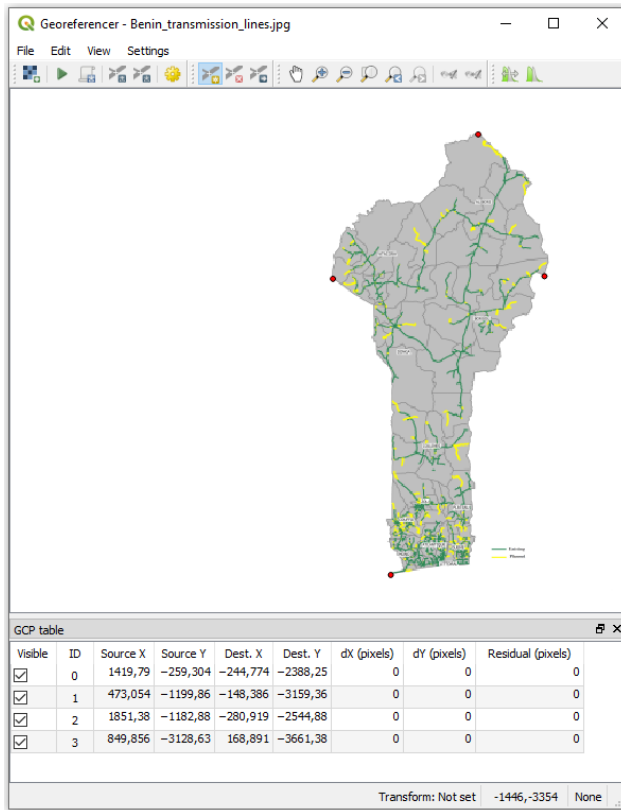 Georeferencer - Benin_transmission_lines.jpg
File Edit View Settings
Existing
Planned
GCP table
Visible ID Source X Source Y Dest. X Dest. Y dX (pixels) dY (pixels) Residual (pixels)
0 1419,79 -259,304 -244,774 -2388,25 0 0 0
1 473,054 -1199,86 -148,386 -3159,36 0 0 0
2 1851,38 -1182,88 -280,919 -2544,88 0 0 0
3 849,856 -3128,63 168,891 -3661,38 0 0 0
Transform: Not set -1446,-3354 None